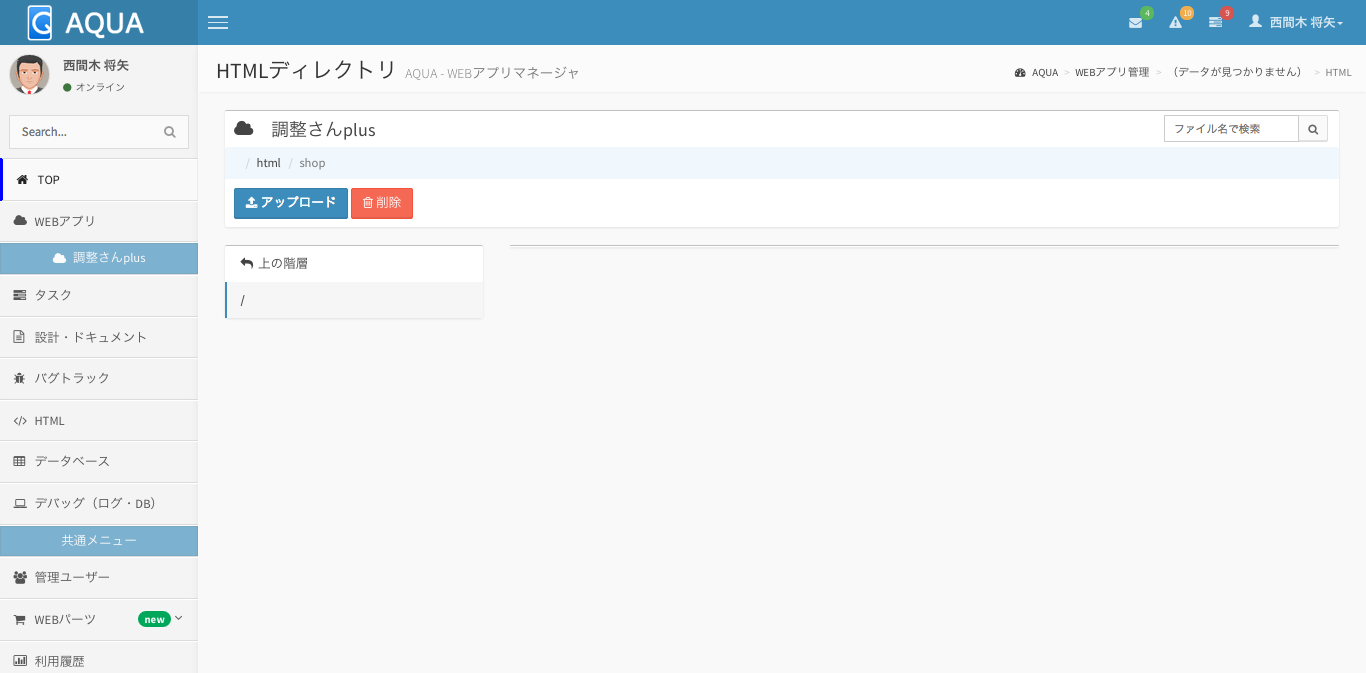 AQUA
4
10
9
西間木 将矢
西間木 将矢
オンライン
Search...
TOP
WEBアプリ
調整さんplus
タスク
設計・ドキュメント
バグトラック
</> HTML
データベース
デバッグ（ログ・DB）
共通メニュー
管理ユーザー
WEBパーツ new
利用履歴
HTMLディレクトリ AQUA - WEBアプリマネージャ
AQUA > WEBアプリ管理 > （データが見つかりません） > HTML
調整さんplus
ファイル名で検索
/ html / shop
アップロード 削除
上の階層
/